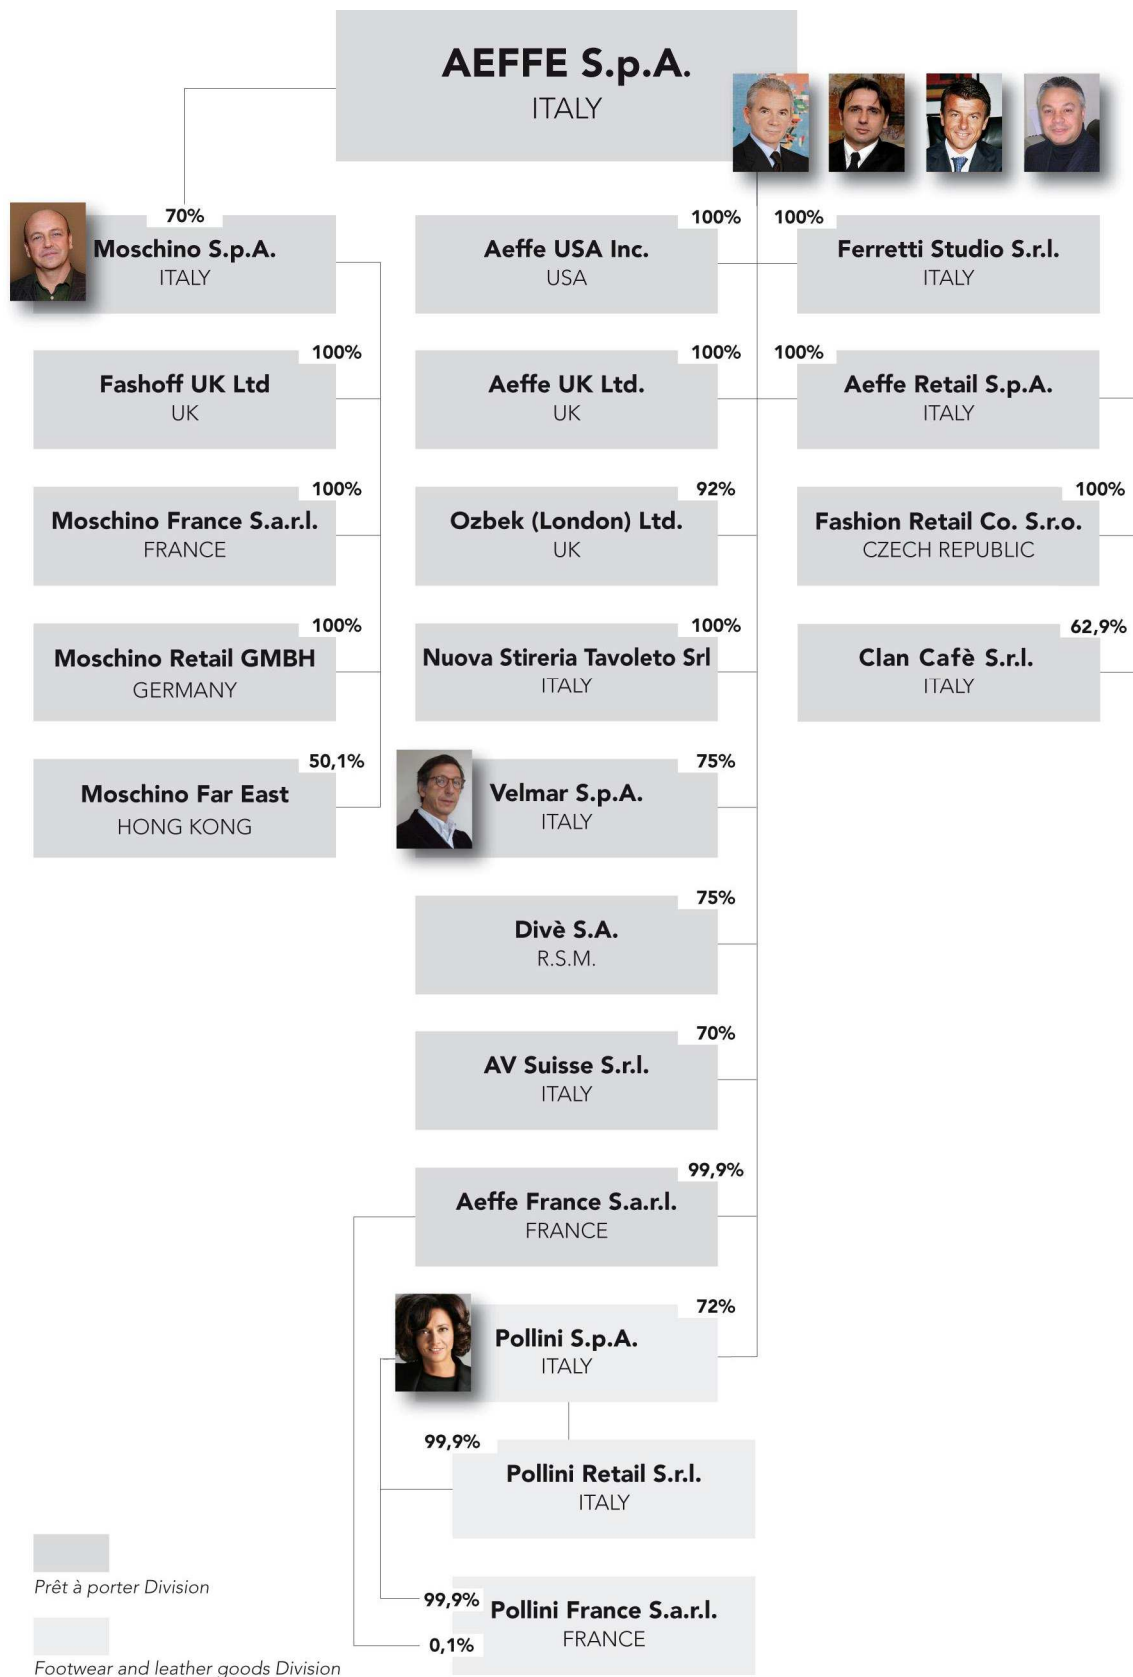 AEFFE S.p.A.
ITALY
70%
Moschino S.p.A.
ITALY
100%
Fashoff UK Ltd
UK
100%
Moschino France S.a.r.l.
FRANCE
100%
Moschino Retail GMBH
GERMANY
50,1%
Moschino Far East
HONG KONG
100%
Aeffe USA Inc.
USA
100%
Aeffe UK Ltd.
UK
92%
Ozbek (London) Ltd.
UK
100%
Nuova Stireria Tavoleto Srl
ITALY
75%
Velmar S.p.A.
ITALY
75%
Divè S.A.
R.S.M.
70%
AV Suisse S.r.l.
ITALY
99,9%
Aeffe France S.a.r.l.
FRANCE
72%
Pollini S.p.A.
ITALY
99,9%
Pollini Retail S.r.l.
ITALY
99,9%
0,1%
Pollini France S.a.r.l.
FRANCE
100%
Ferretti Studio S.r.l.
ITALY
100%
Aeffe Retail S.p.A.
ITALY
100%
Fashion Retail Co. S.r.o.
CZECH REPUBLIC
62,9%
Clan Cafè S.r.l.
ITALY
Prêt à porter Division
Footwear and leather goods Division